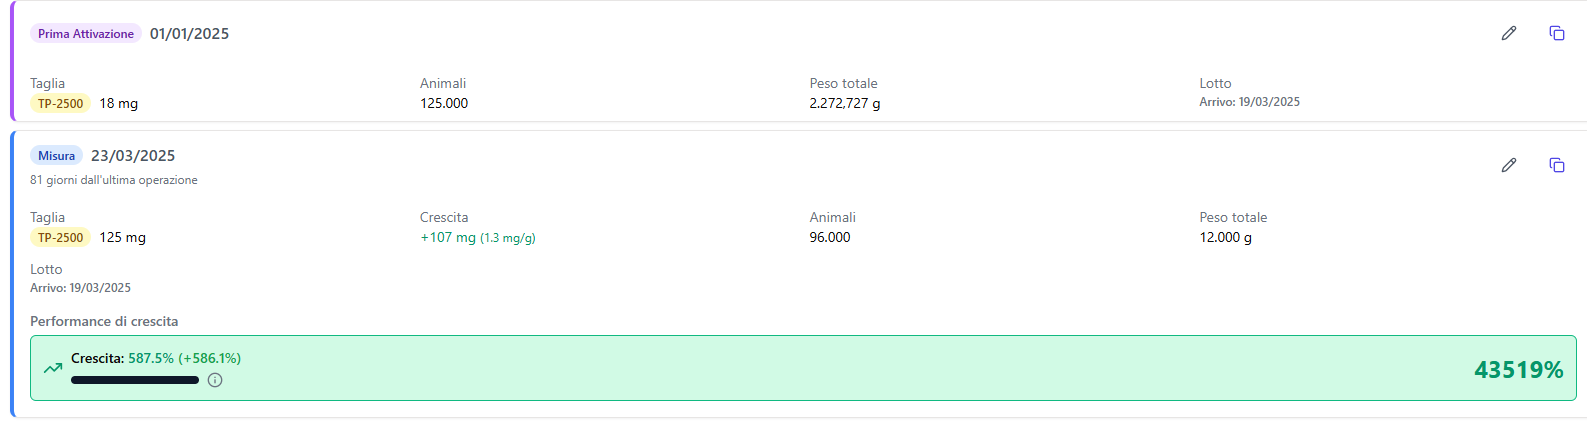 Prima Attivazione 01/01/2025
Taglia Animali Peso totale Lotto
TP-2500 18 mg 125.000 2.272,727 g Arrivo: 19/03/2025
Misura 23/03/2025
81 giorni dall'ultima operazione
Taglia Crescita Animali Peso totale
TP-2500 125 mg +107 mg (1.3 mg/g) 96.000 12.000 g
Lotto
Arrivo: 19/03/2025
Performance di crescita
Crescita: 587.5% (+586.1%)
43519%